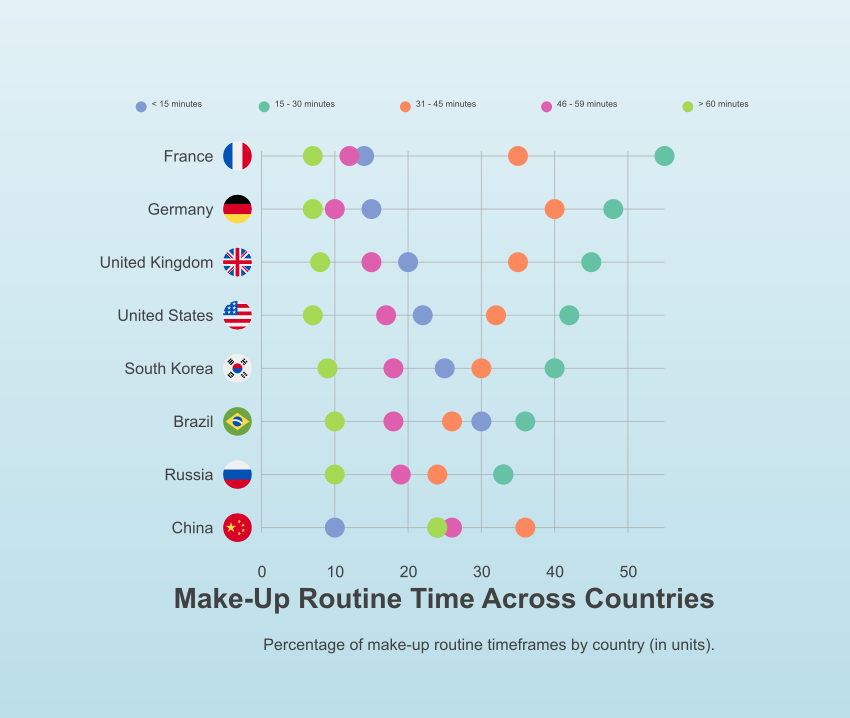 < 15 minutes 15 - 30 minutes 31 - 45 minutes 46 - 59 minutes > 60 minutes
France
Germany
United Kingdom
United States
South Korea
Brazil
Russia
China
0 10 20 30 40 50
Make-Up Routine Time Across Countries
Percentage of make-up routine timeframes by country (in units).